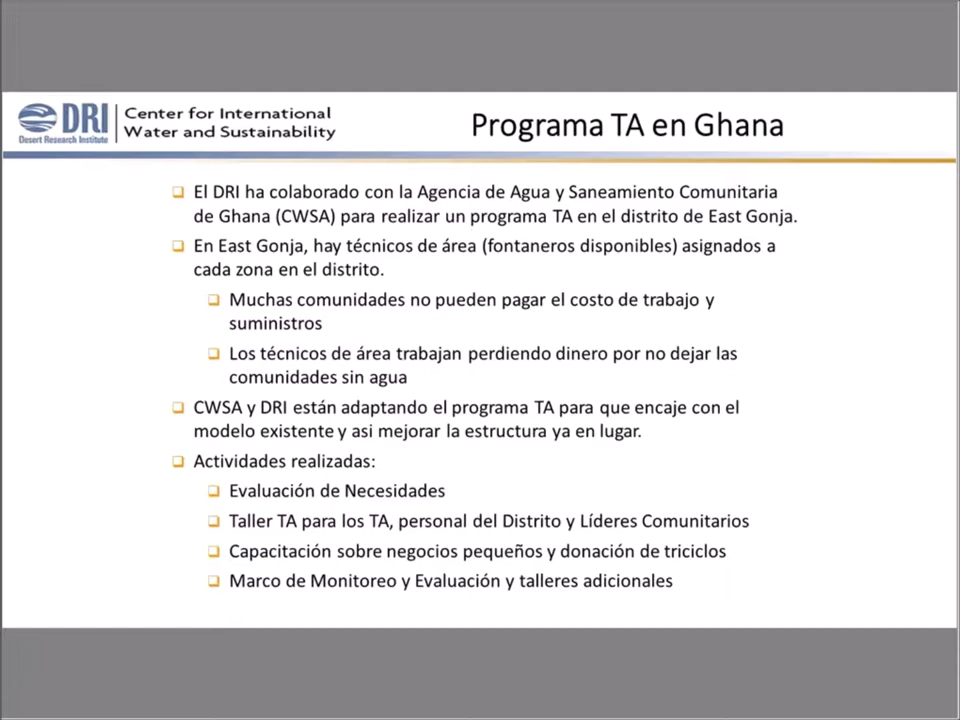 DRI
Desert Research Institute
Center for International
Water and Sustainability
Programa TA en Ghana
El DRI ha colaborado con la Agencia de Agua y Saneamiento Comunitaria
de Ghana (CWSA) para realizar un programa TA en el distrito de East Gonja.
En East Gonja, hay técnicos de área (fontaneros disponibles) asignados a
cada zona en el distrito.
Muchas comunidades no pueden pagar el costo de trabajo y
suministros
Los técnicos de área trabajan perdiendo dinero por no dejar las
comunidades sin agua
CWSA y DRI están adaptando el programa TA para que encaje con el
modelo existente y asi mejorar la estructura ya en lugar.
Actividades realizadas:
Evaluación de Necesidades
Taller TA para los TA, personal del Distrito y Líderes Comunitarios
Capacitación sobre negocios pequeños y donación de triciclos
Marco de Monitoreo y Evaluación y talleres adicionales